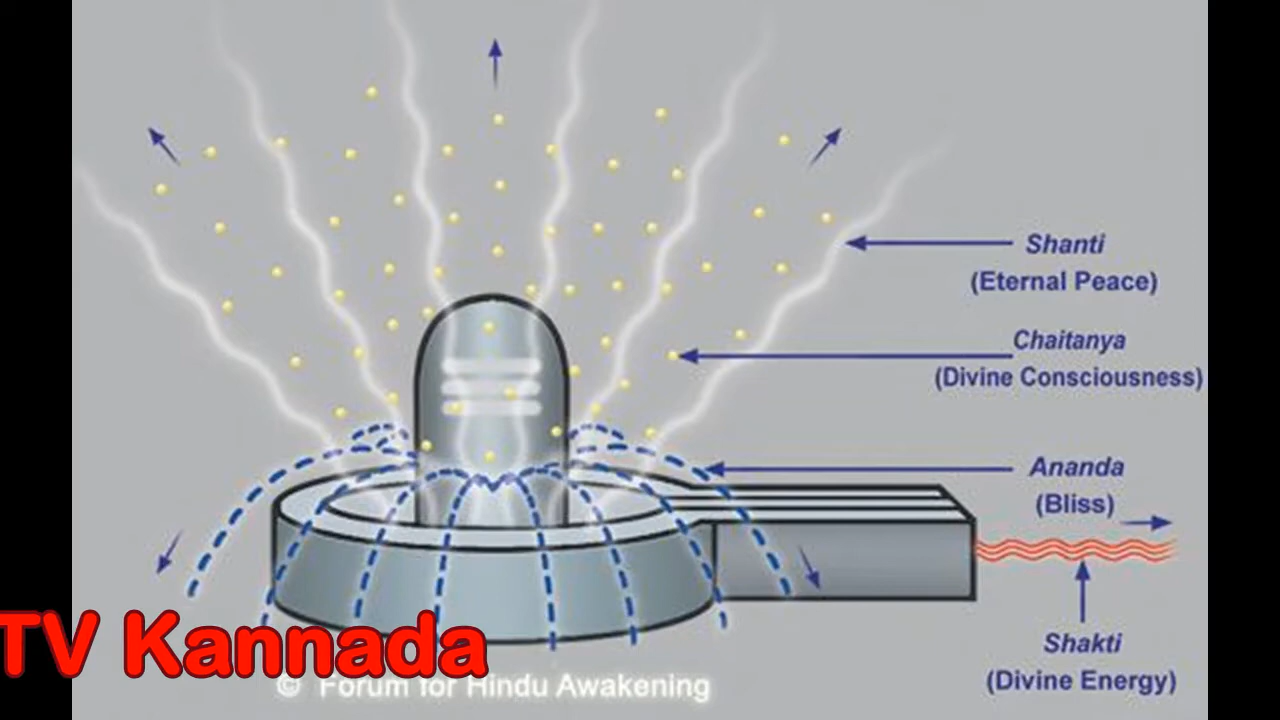 Shanti
(Eternal Peace)
Chaitanya
(Divine Consciousness)
Ananda
(Bliss)
Shakti
(Divine Energy)
TV Kannada
© Forum for Hindu Awakening